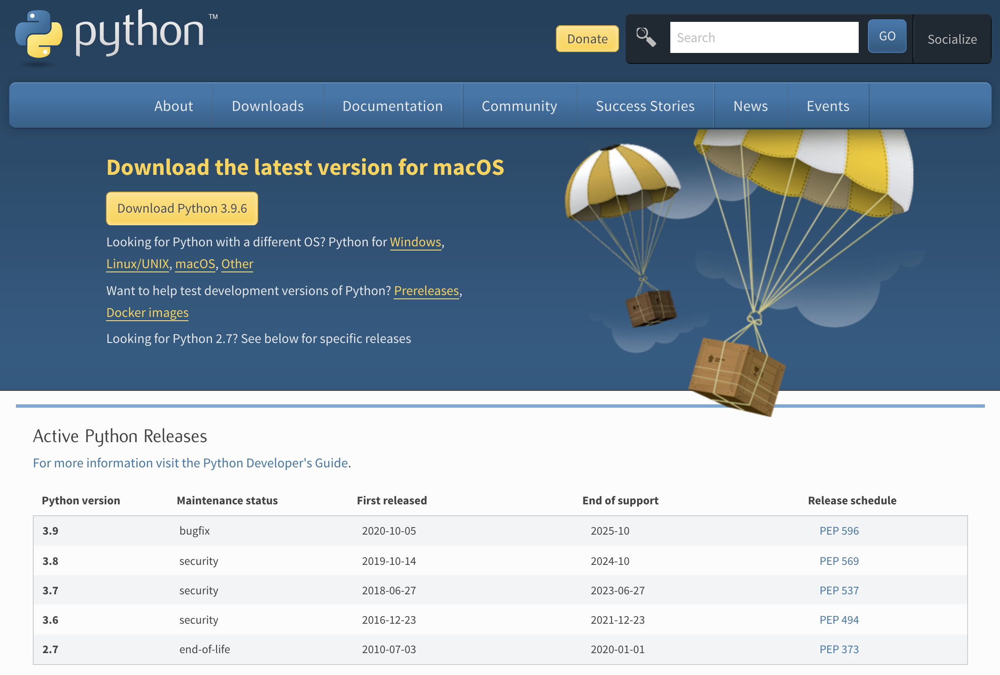 python™
Donate
Search
GO
Socialize
About Downloads Documentation Community Success Stories News Events
Download the latest version for macOS
Download Python 3.9.6
Looking for Python with a different OS? Python for Windows,
Linux/UNIX, macOS, Other
Want to help test development versions of Python? Prereleases,
Docker images
Looking for Python 2.7? See below for specific releases
Active Python Releases
For more information visit the Python Developer's Guide.
Python version Maintenance status First released End of support Release schedule
3.9 bugfix 2020-10-05 2025-10 PEP 596
3.8 security 2019-10-14 2024-10 PEP 569
3.7 security 2018-06-27 2023-06-27 PEP 537
3.6 security 2016-12-23 2021-12-23 PEP 494
2.7 end-of-life 2010-07-03 2020-01-01 PEP 373